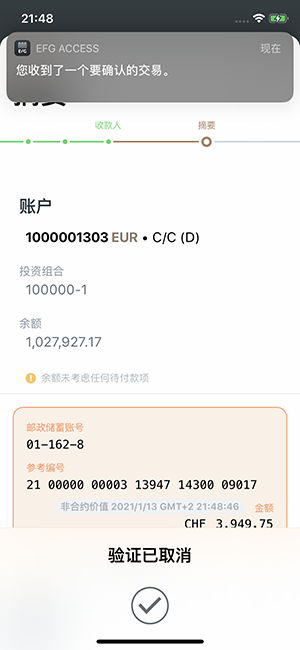 21:48
EFG ACCESS
现在
您收到了一个要确认的交易。
摘要
收款人
摘要
账户
1000001303 EUR • C/C (D)
投资组合
100000-1
余额
1,027,927.17
余额未考虑任何待付款项
邮政储蓄账号
01-162-8
参考编号
21 00000 00003 13947 14300 09017
非合约价值 2021/1/13 GMT+2 21:48:46
金额
CHF 3,949.75
验证已取消